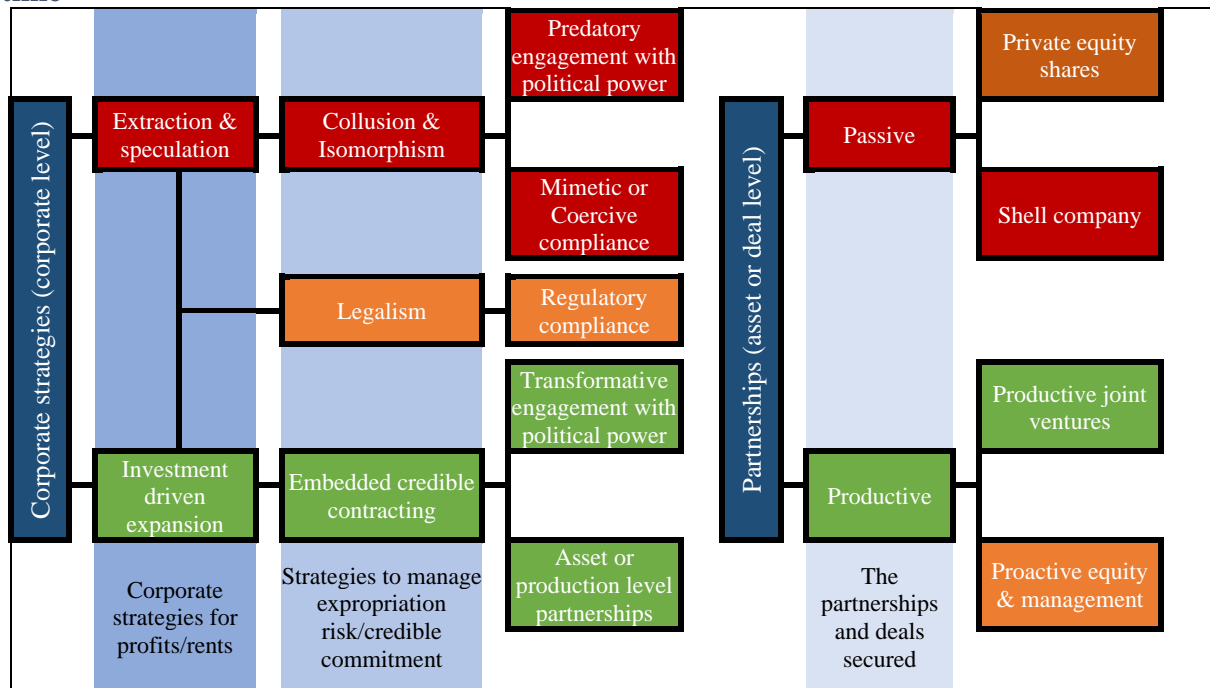 Corporate strategies (corporate level)
Extraction &
speculation
Investment
driven
expansion
Corporate
strategies for
profits/rents
Collusion &
Isomorphism
Legalism
Embedded credible
contracting
Strategies to manage
expropriation
risk/credible
commitment
Predatory
engagement with
political power
Mimetic or
Coercive
compliance
Regulatory
compliance
Transformative
engagement with
political power
Asset or
production level
partnerships
Partnerships (asset or deal level)
Passive
Productive
The
partnerships
and deals
secured
Private equity
shares
Shell company
Productive joint
ventures
Proactive equity
& management